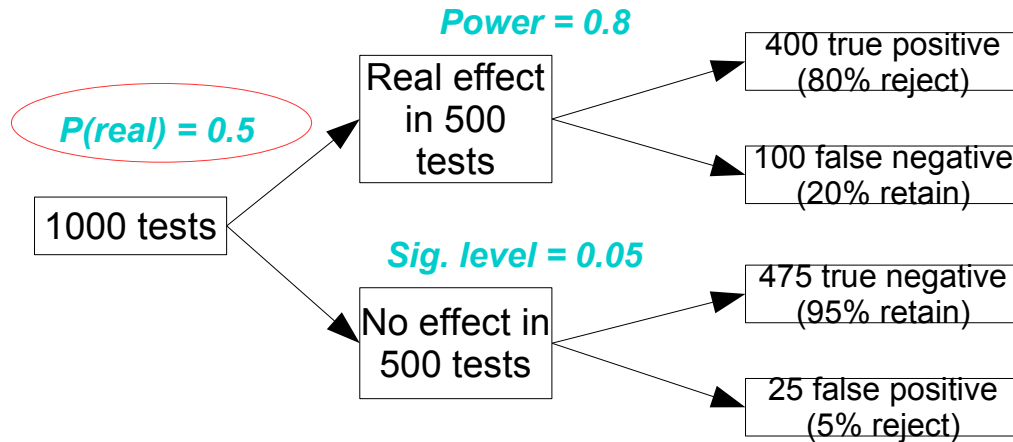 Power = 0.8
400 true positive
(80% reject)
Real effect
in 500
tests
P(real) = 0.5
100 false negative
(20% retain)
1000 tests
Sig. level = 0.05
475 true negative
(95% retain)
No effect in
500 tests
25 false positive
(5% reject)